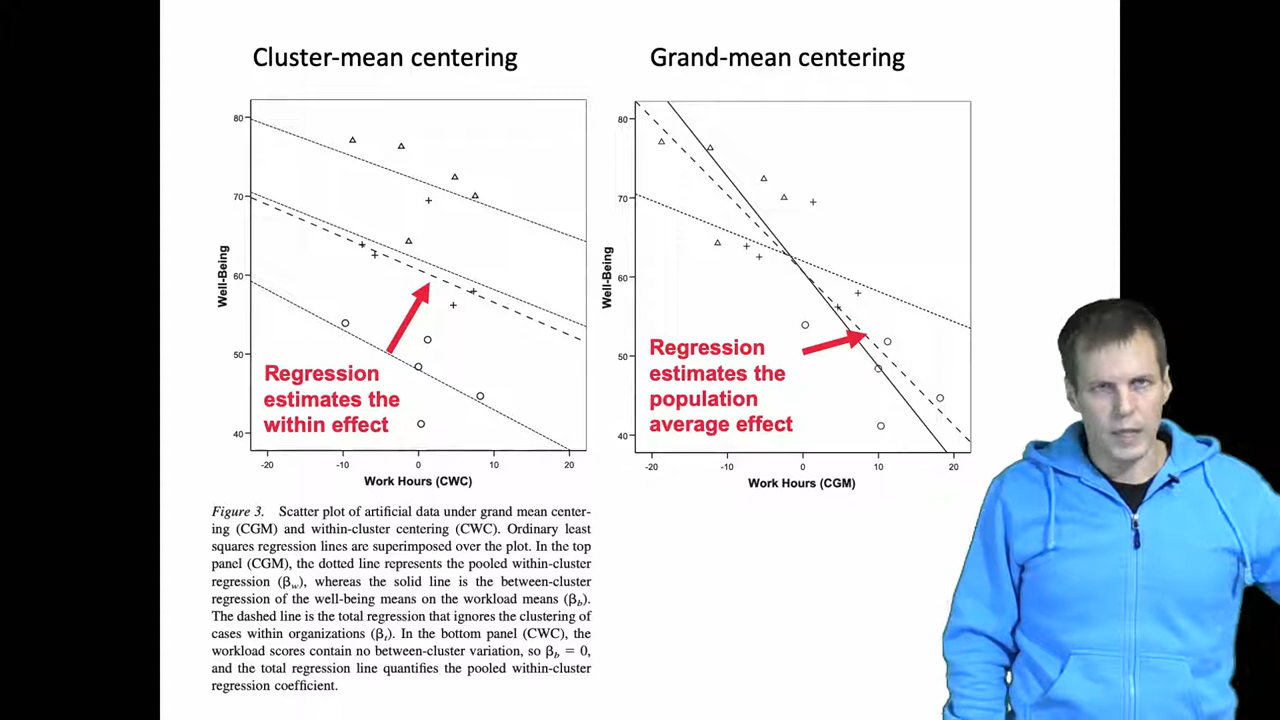 Cluster-mean centering
Grand-mean centering
80
70
60
50
40
Well-Being
-20
-10
0
10
20
Work Hours (CWC)
Regression
estimates the
within effect
80
70
60
50
40
Well-Being
-20
-10
0
10
20
Work Hours (CGM)
Regression
estimates the
population
average effect
Figure 3. Scatter plot of artificial data under grand mean center-
ing (CGM) and within-cluster centering (CWC). Ordinary least
squares regression lines are superimposed over the plot. In the top
panel (CGM), the dotted line represents the pooled within-cluster
regression (βw), whereas the solid line is the between-cluster
regression of the well-being means on the workload means (βb).
The dashed line is the total regression that ignores the clustering of
cases within organizations (βt). In the bottom panel (CWC), the
workload scores contain no between-cluster variation, so βb = 0,
and the total regression line quantifies the pooled within-cluster
regression coefficient.